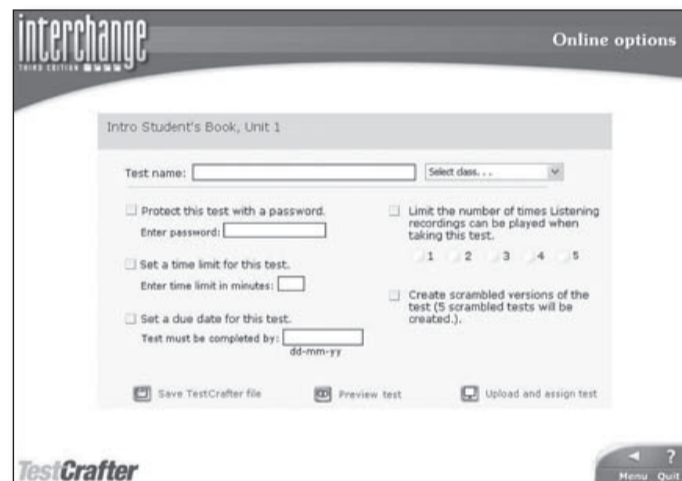 interchange
THIRD EDITION
Online options
Intro Student's Book, Unit 1
Test name:
Select class. . .
Protect this test with a password.
Enter password:
Set a time limit for this test.
Enter time limit in minutes:
Set a due date for this test.
Test must be completed by:
dd-mm-yy
Limit the number of times Listening
recordings can be played when
taking this test.
1 2 3 4 5
Create scrambled versions of the
test (5 scrambled tests will be
created.).
Save TestCrafter file
Preview test
Upload and assign test
TestCrafter
? 
Menu Quit